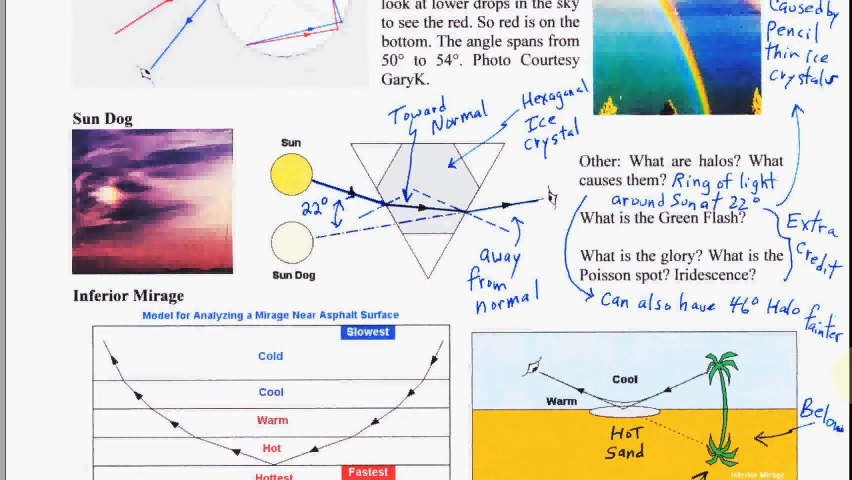 look at lower drops in the sky
to see the red. So red is on the
bottom. The angle spans from
50° to 54°. Photo Courtesy
GaryK.
Caused by
Pencil
thin ice
crystals
Sun Dog
Toward
Normal
Hexagonal
Ice
crystal
Sun
22°
Sun Dog
away
from
normal
Other: What are halos? What
causes them? Ring of light
around Sun at 22°
What is the Green Flash?
What is the glory? What is the
Poisson spot? Iridescence?
Extra
Credit
Can also have 46° Halo
fainter
Inferior Mirage
Model for Analyzing a Mirage Near Asphalt Surface
Slowest
Cold
Cool
Warm
Hot
Fastest
Hottest
Cool
Warm
HOT
Sand
Below
Inferior Mirage